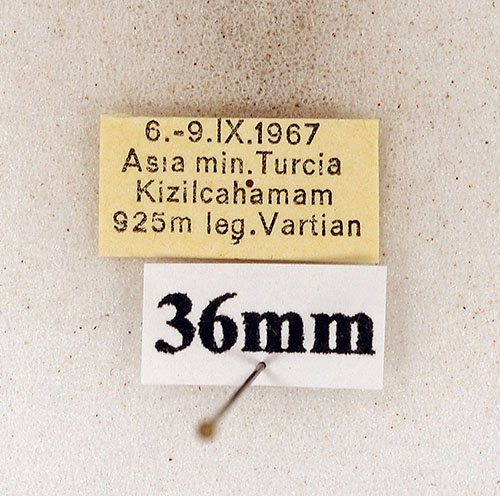 6.-9.IX.1967
Asia min.Turcia
Kizilcahamam
925m leg.Vartian
36mm